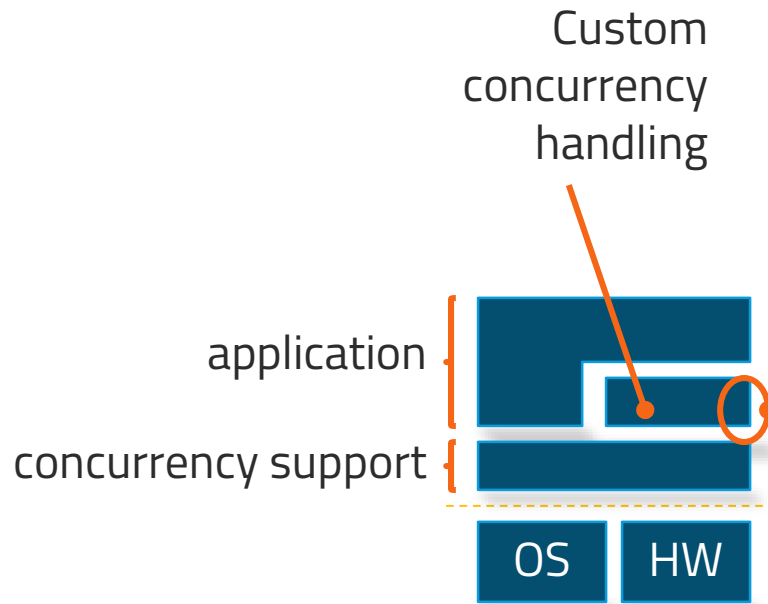 Custom
concurrency
handling
application
concurrency support
OS
HW